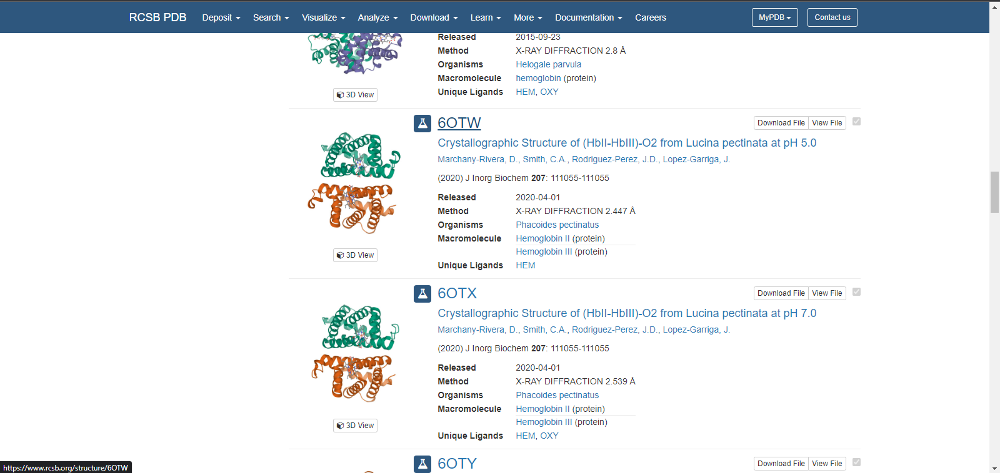 RCSB PDB Deposit Search Visualize Analyze Download Learn More Documentation Careers MyPDB Contact us
Released 2015-09-23
Method X-RAY DIFFRACTION 2.8 Å
Organisms Helogale parvula
Macromolecule hemoglobin (protein)
Unique Ligands HEM, OXY
3D View
6OTW Download File View File
Crystallographic Structure of (HbII-HbIII)-O2 from Lucina pectinata at pH 5.0
Marchany-Rivera, D., Smith, C.A., Rodriguez-Perez, J.D., Lopez-Garriga, J.
(2020) J Inorg Biochem 207: 111055-111055
Released 2020-04-01
Method X-RAY DIFFRACTION 2.447 Å
Organisms Phacoides pectinatus
Macromolecule Hemoglobin II (protein)
Hemoglobin III (protein)
Unique Ligands HEM
3D View
6OTX Download File View File
Crystallographic Structure of (HbII-HbIII)-O2 from Lucina pectinata at pH 7.0
Marchany-Rivera, D., Smith, C.A., Rodriguez-Perez, J.D., Lopez-Garriga, J.
(2020) J Inorg Biochem 207: 111055-111055
Released 2020-04-01
Method X-RAY DIFFRACTION 2.539 Å
Organisms Phacoides pectinatus
Macromolecule Hemoglobin II (protein)
Hemoglobin III (protein)
Unique Ligands HEM, OXY
3D View
6OTY Download File View File
https://www.rcsb.org/structure/6OTW